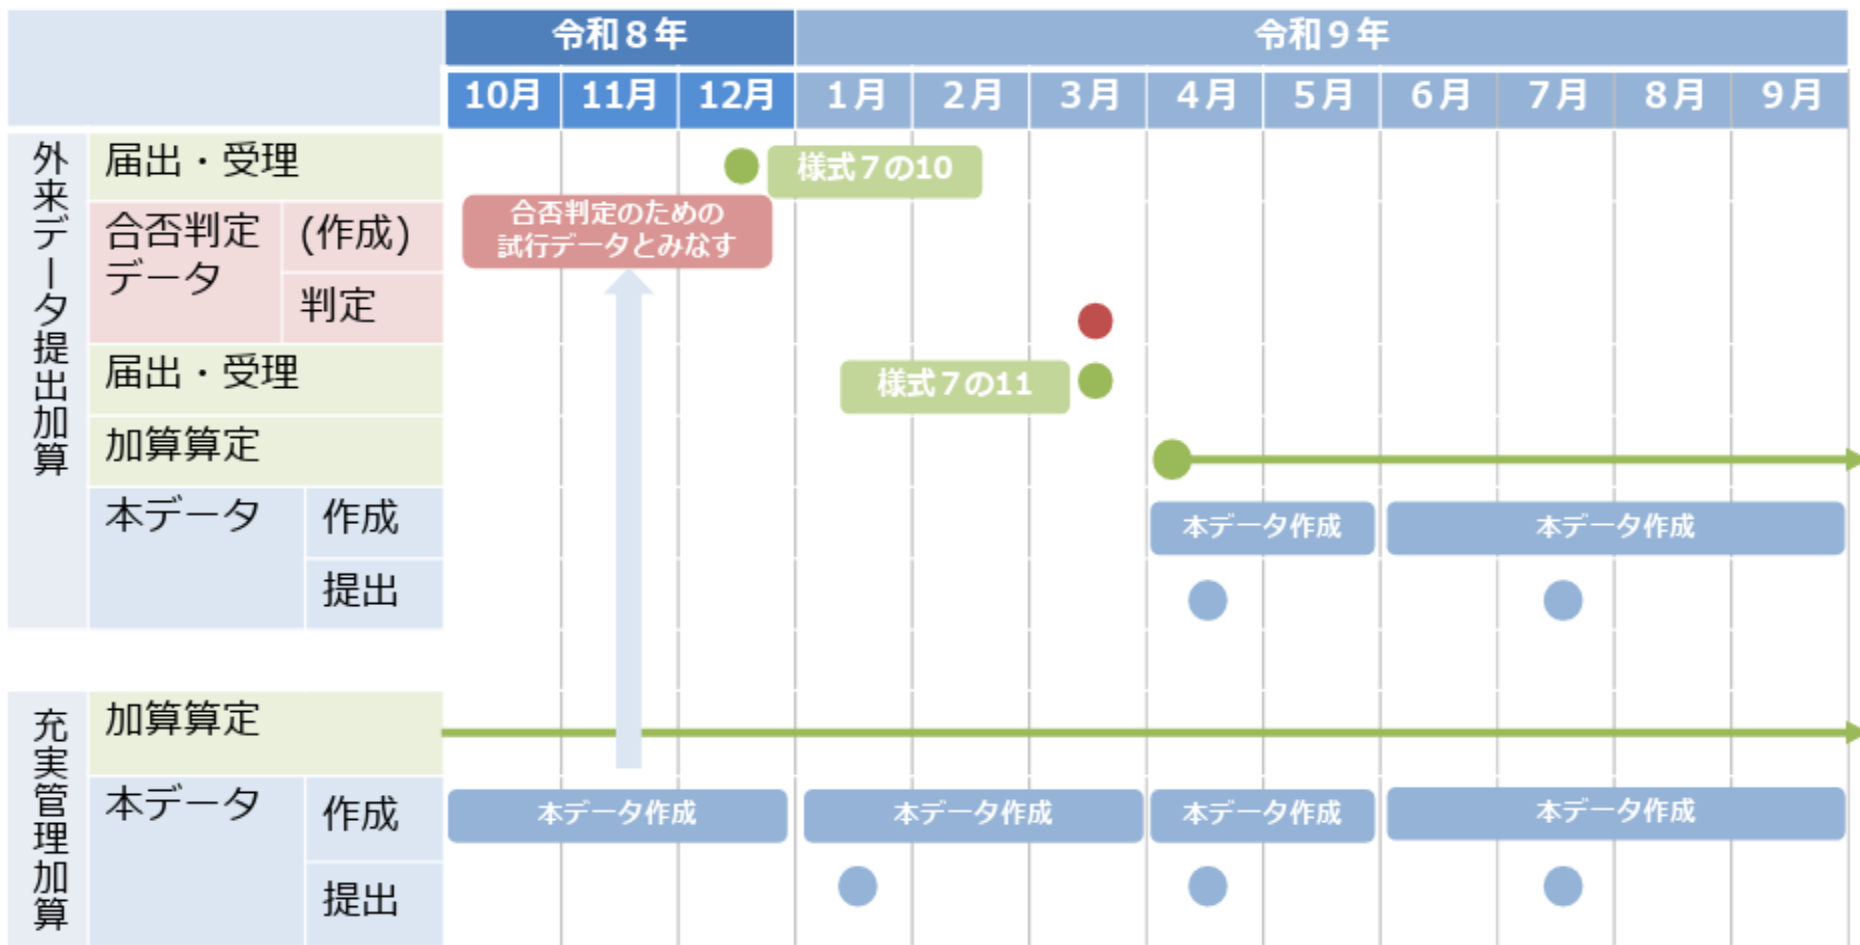 令和８年
令和９年
10月
11月
12月
１月
２月
３月
４月
５月
６月
７月
８月
９月
外来データ提出加算
届出・受理
様式７の10
合否判定
データ
(作成)
合否判定のための
試行データとみなす
判定
届出・受理
様式７の11
加算算定
本データ
作成
本データ作成
本データ作成
提出
充実管理加算
加算算定
本データ
作成
本データ作成
本データ作成
本データ作成
本データ作成
提出